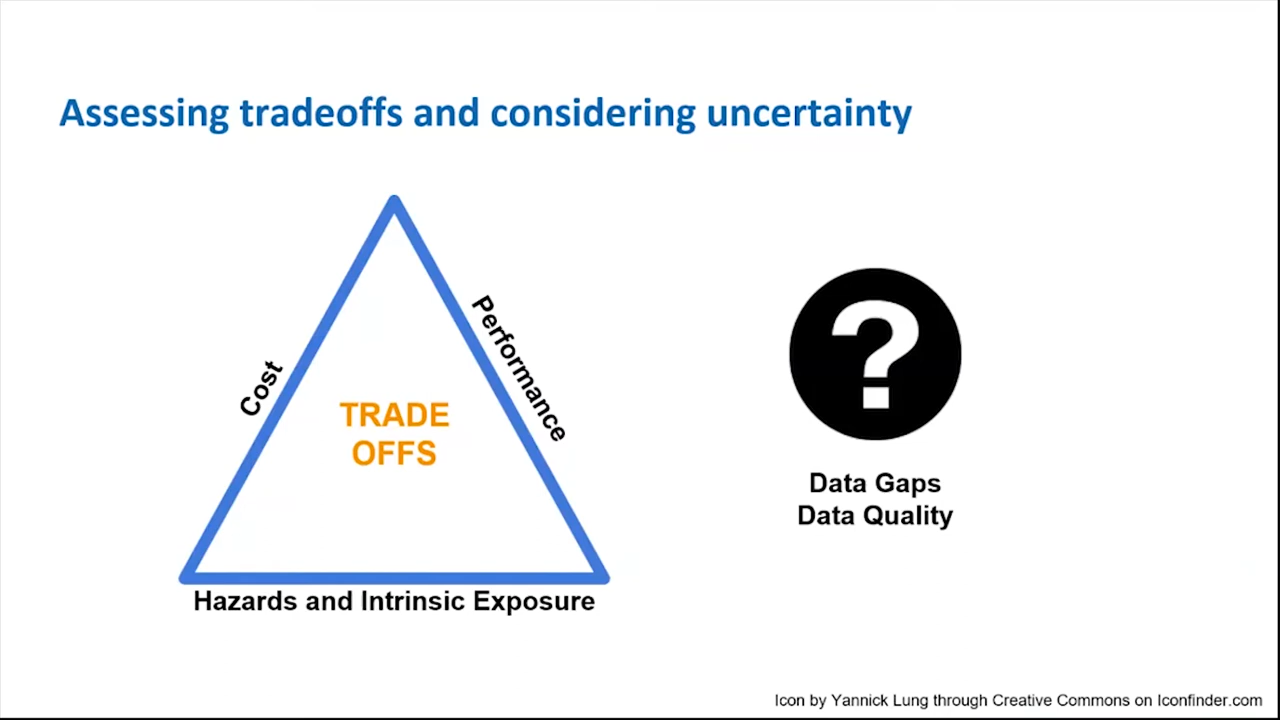 Assessing tradeoffs and considering uncertainty
Cost
Performance
TRADE
OFFS
Hazards and Intrinsic Exposure
?
Data Gaps
Data Quality
Icon by Yannick Lung through Creative Commons on Iconfinder.com